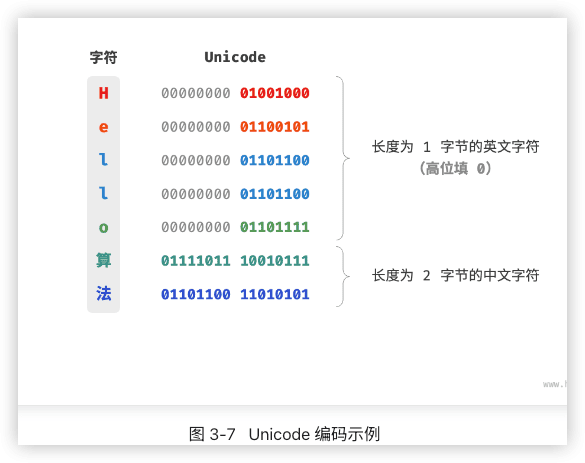 字符 Unicode
H 00000000 01001000
e 00000000 01100101
l 00000000 01101100
l 00000000 01101100
o 00000000 01101111
长度为 1 字节的英文字符
（高位填 0）
算 01111011 10010111
法 01101100 11010101
长度为 2 字节的中文字符
www.
图 3-7 Unicode 编码示例